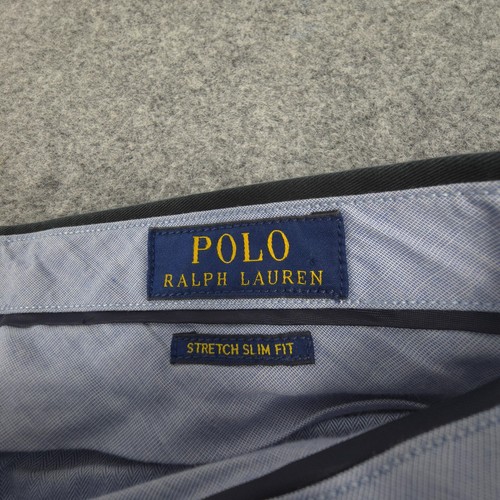 POLO
RALPH LAUREN
STRETCH SLIM FIT